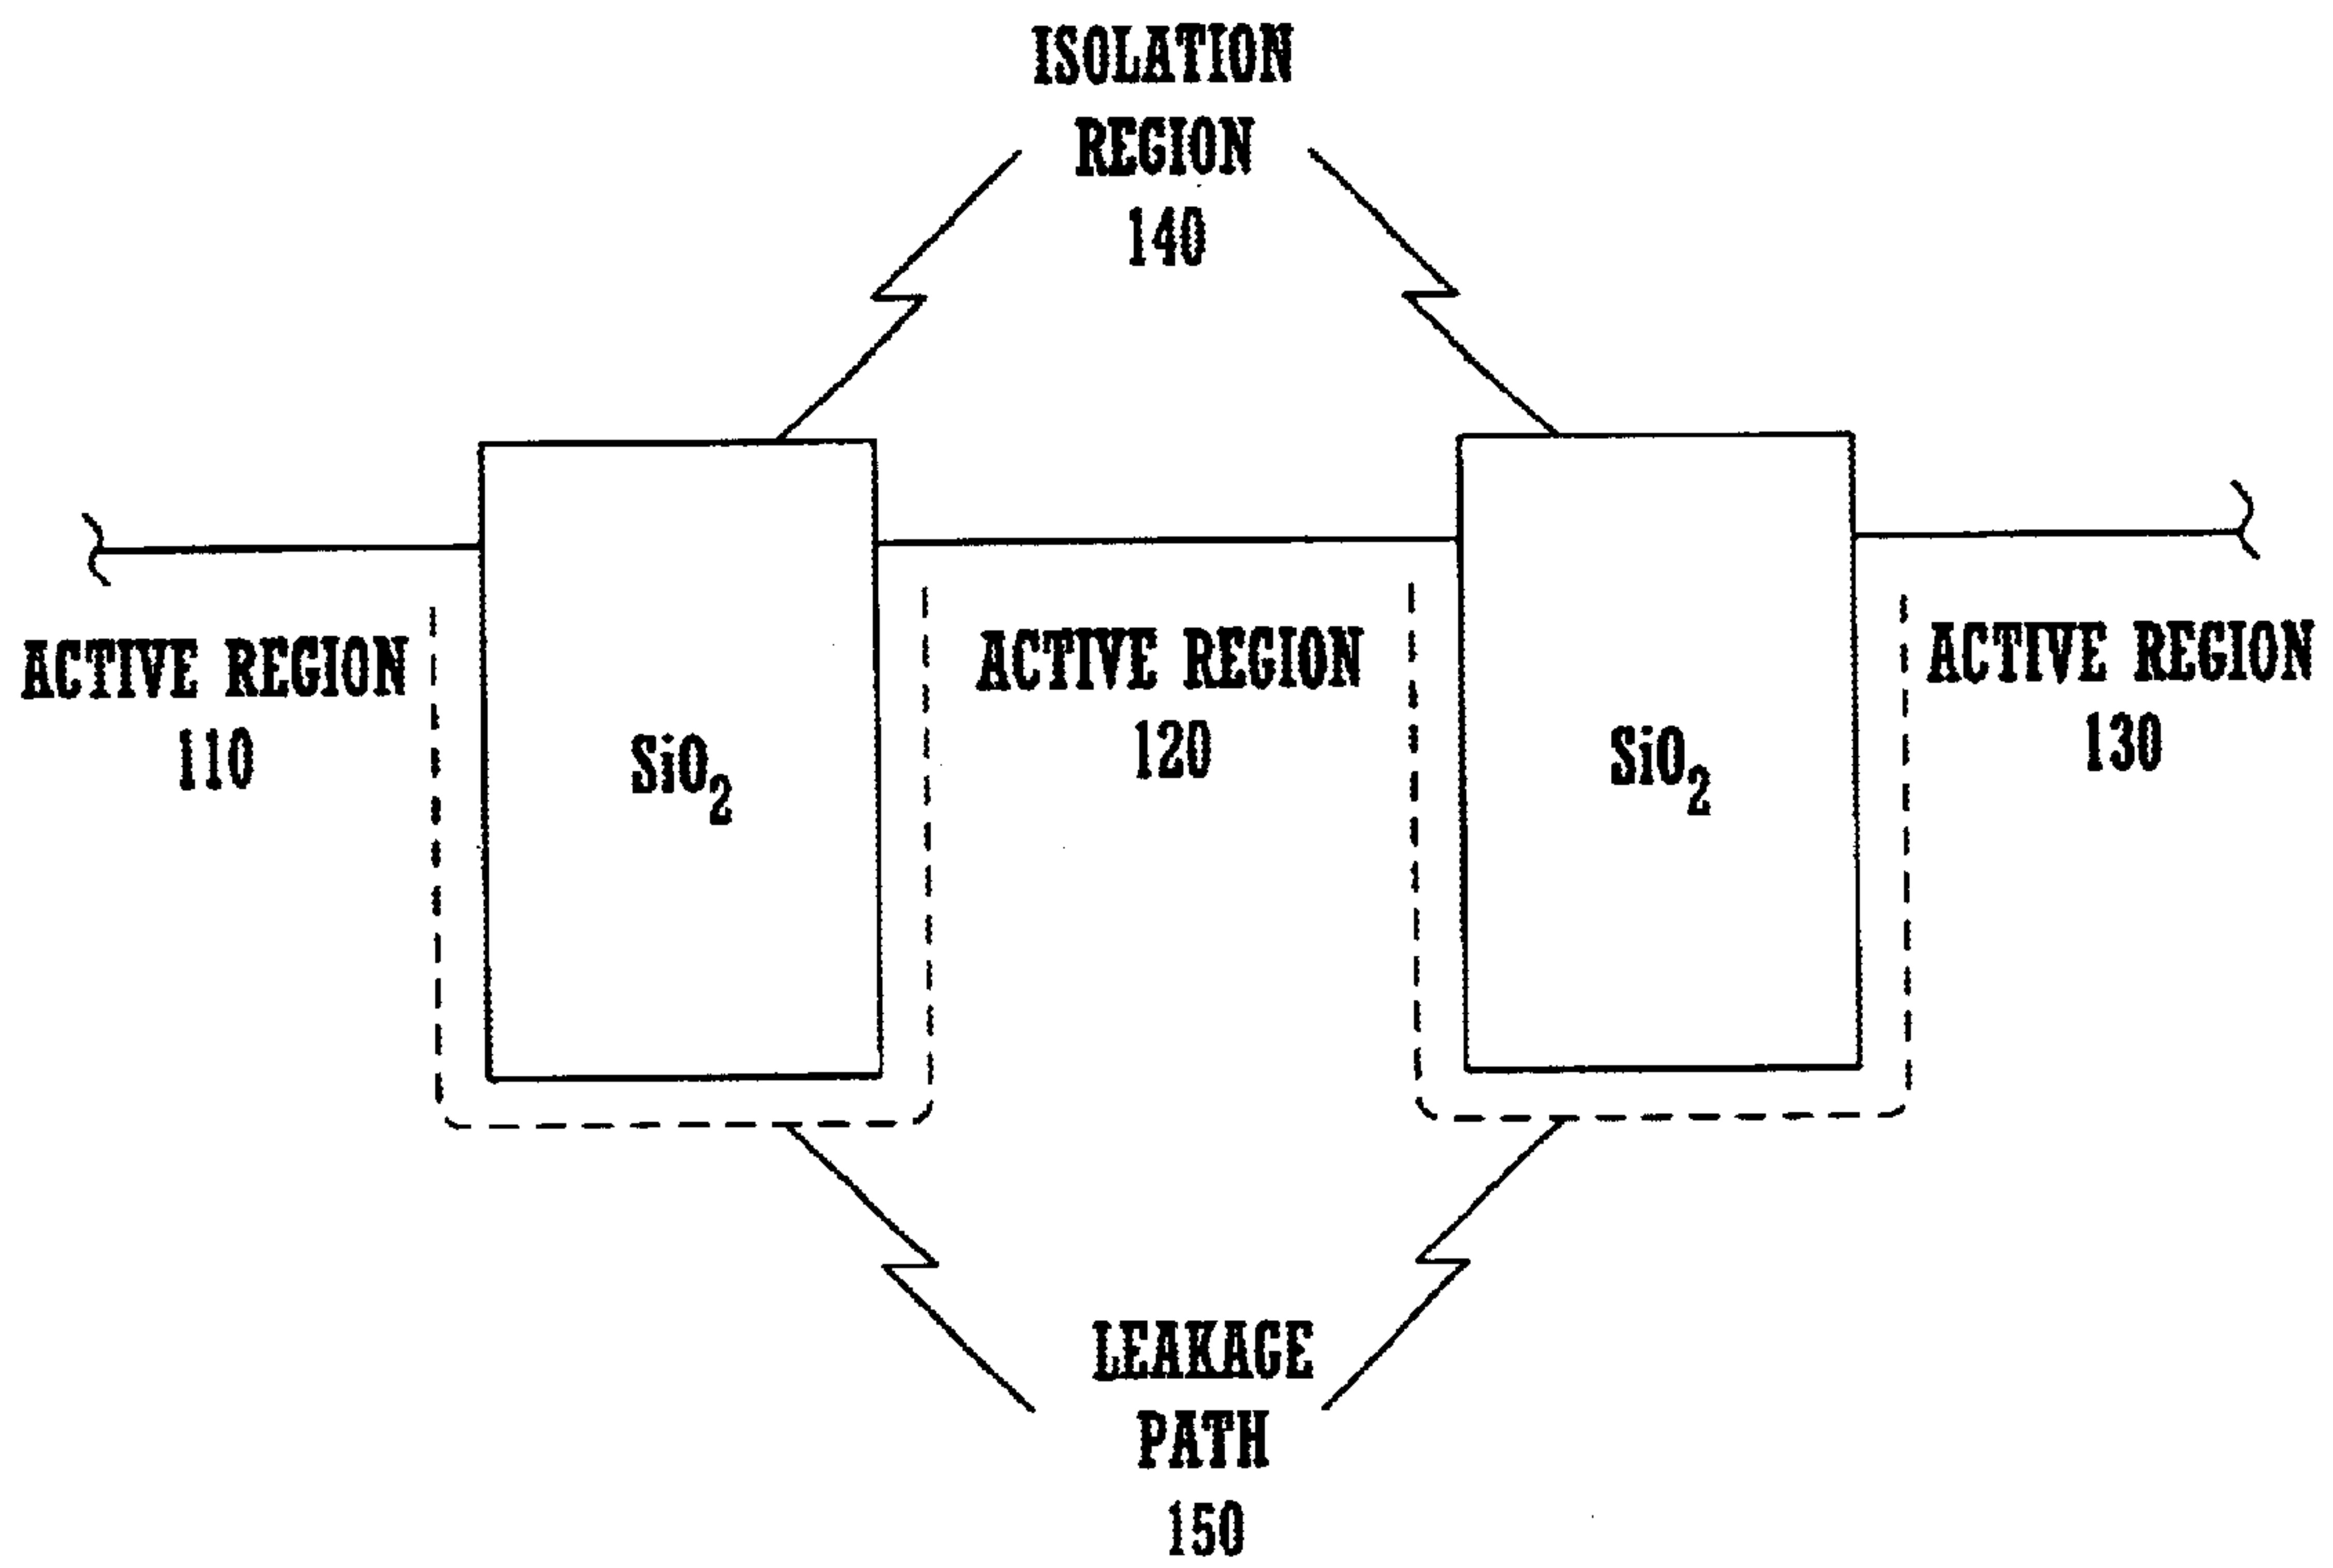 ISOLATION
REGION
140
ACTIVE REGION
110
SiO₂
ACTIVE REGION
120
SiO₂
ACTIVE REGION
130
LEAKAGE
PATH
150